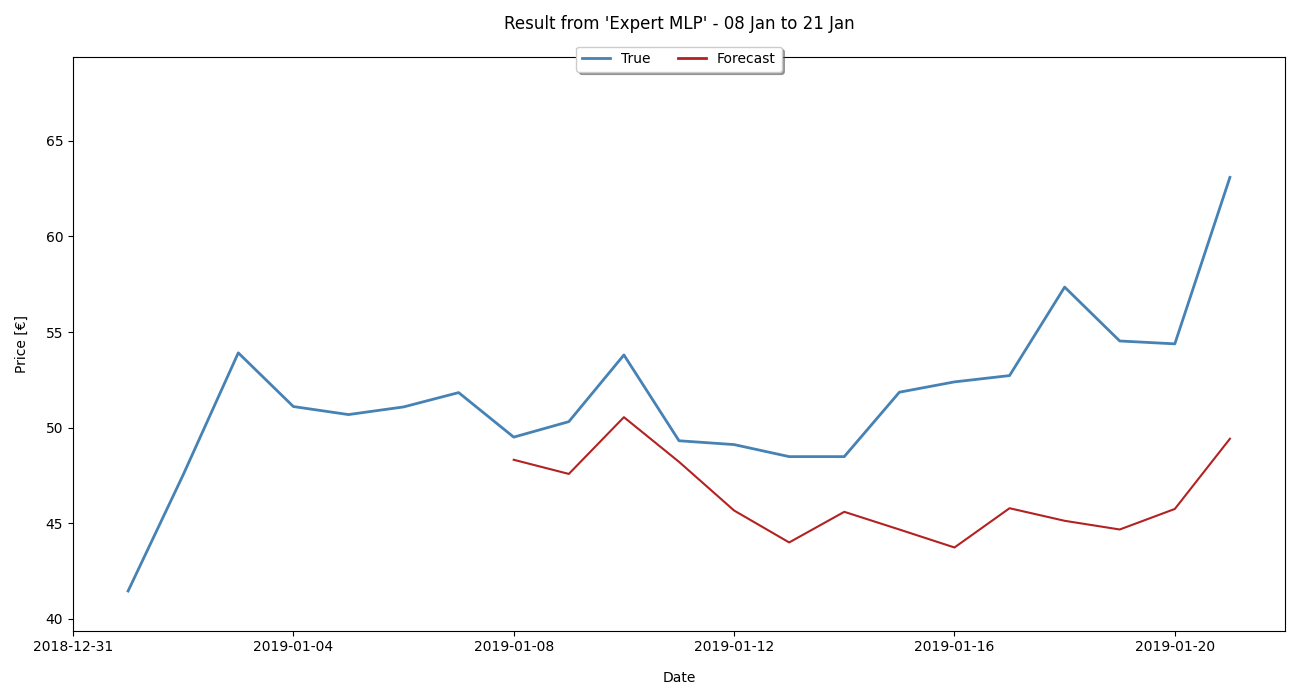 Result from 'Expert MLP' - 08 Jan to 21 Jan
True Forecast
65
60
55
50
45
40
Price [€]
2018-12-31 2019-01-04 2019-01-08 2019-01-12 2019-01-16 2019-01-20
Date